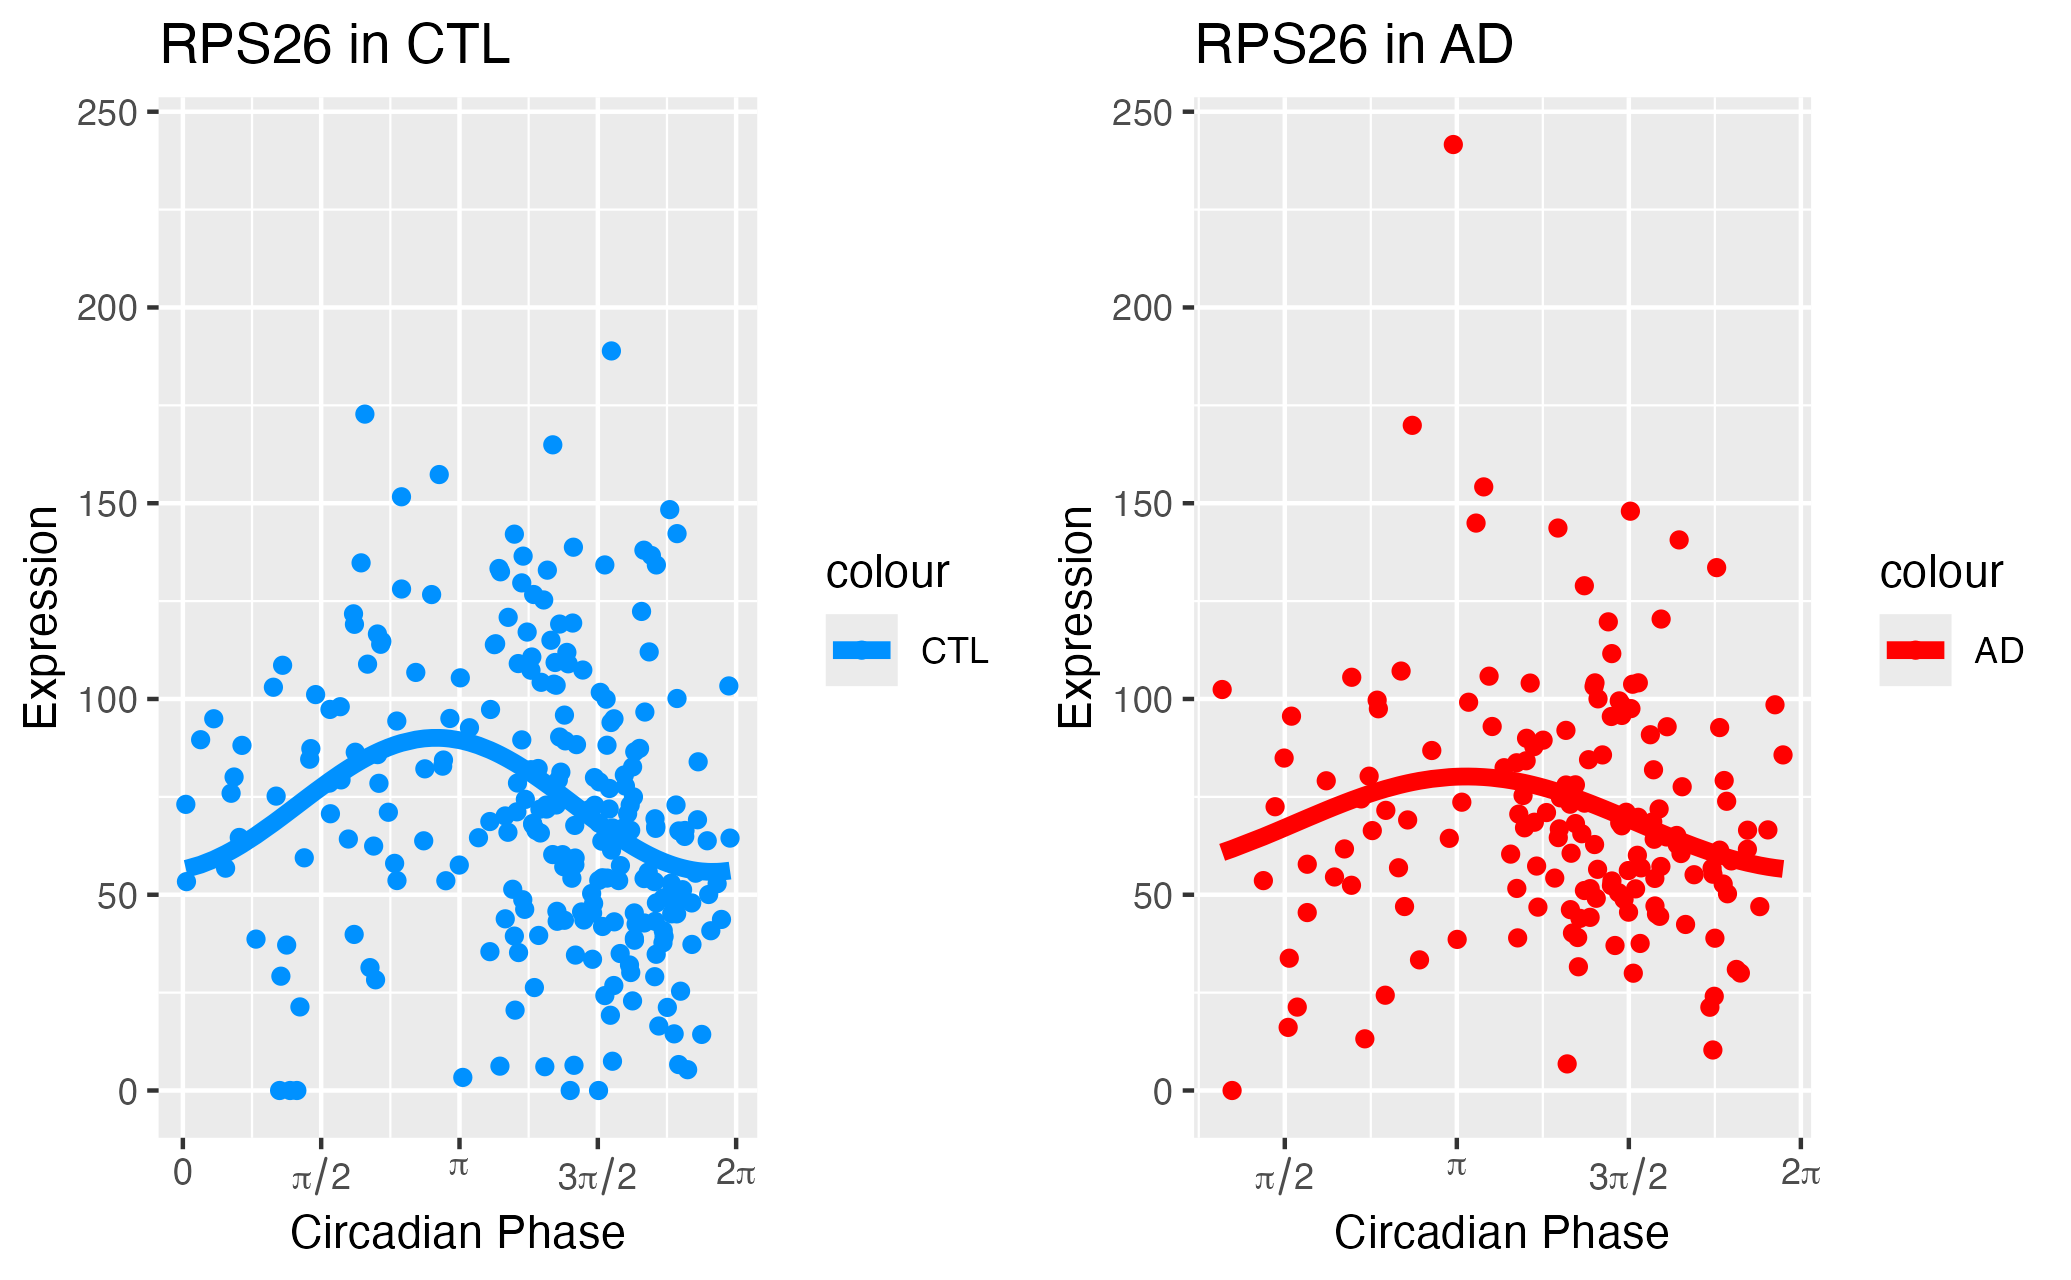 RPS26 in CTL
250
200
150
100
50
0
Expression
0
π/2
π
3π/2
2π
Circadian Phase
colour
CTL
RPS26 in AD
250
200
150
100
50
0
Expression
π/2
π
3π/2
2π
Circadian Phase
colour
AD